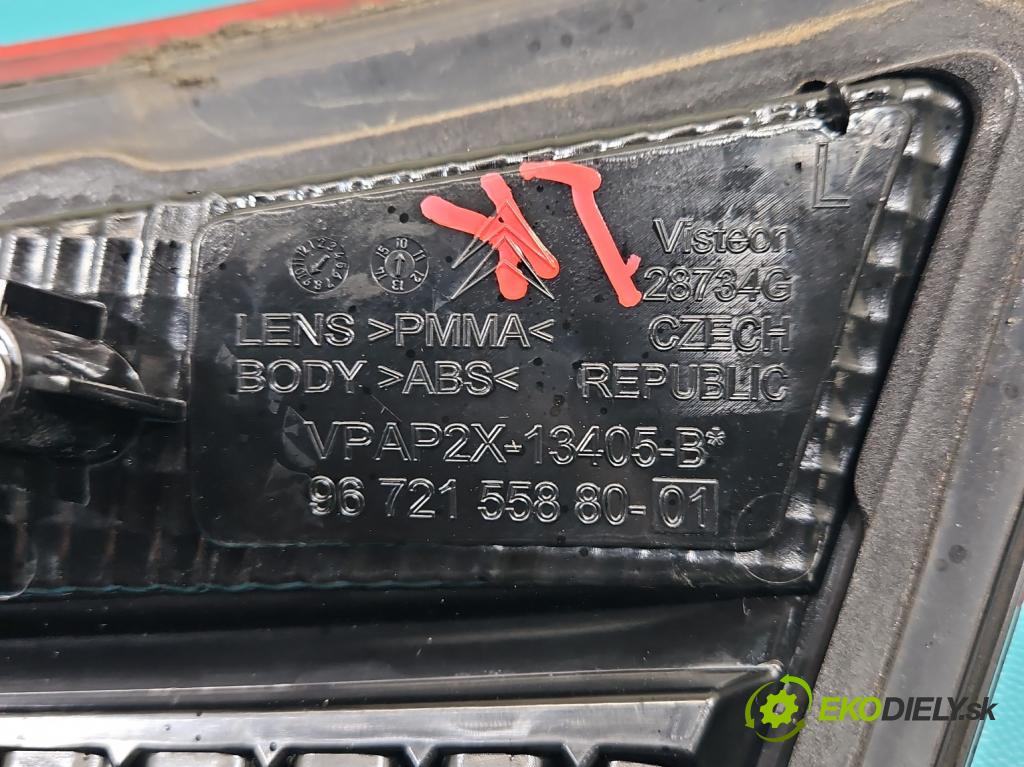 L
Visteon
28734G
LENS >PMMA< CZECH
BODY >ABS< REPUBLIC
VPAP2X-13405-B*
96 721 558 80-01
EKODIELY.sk